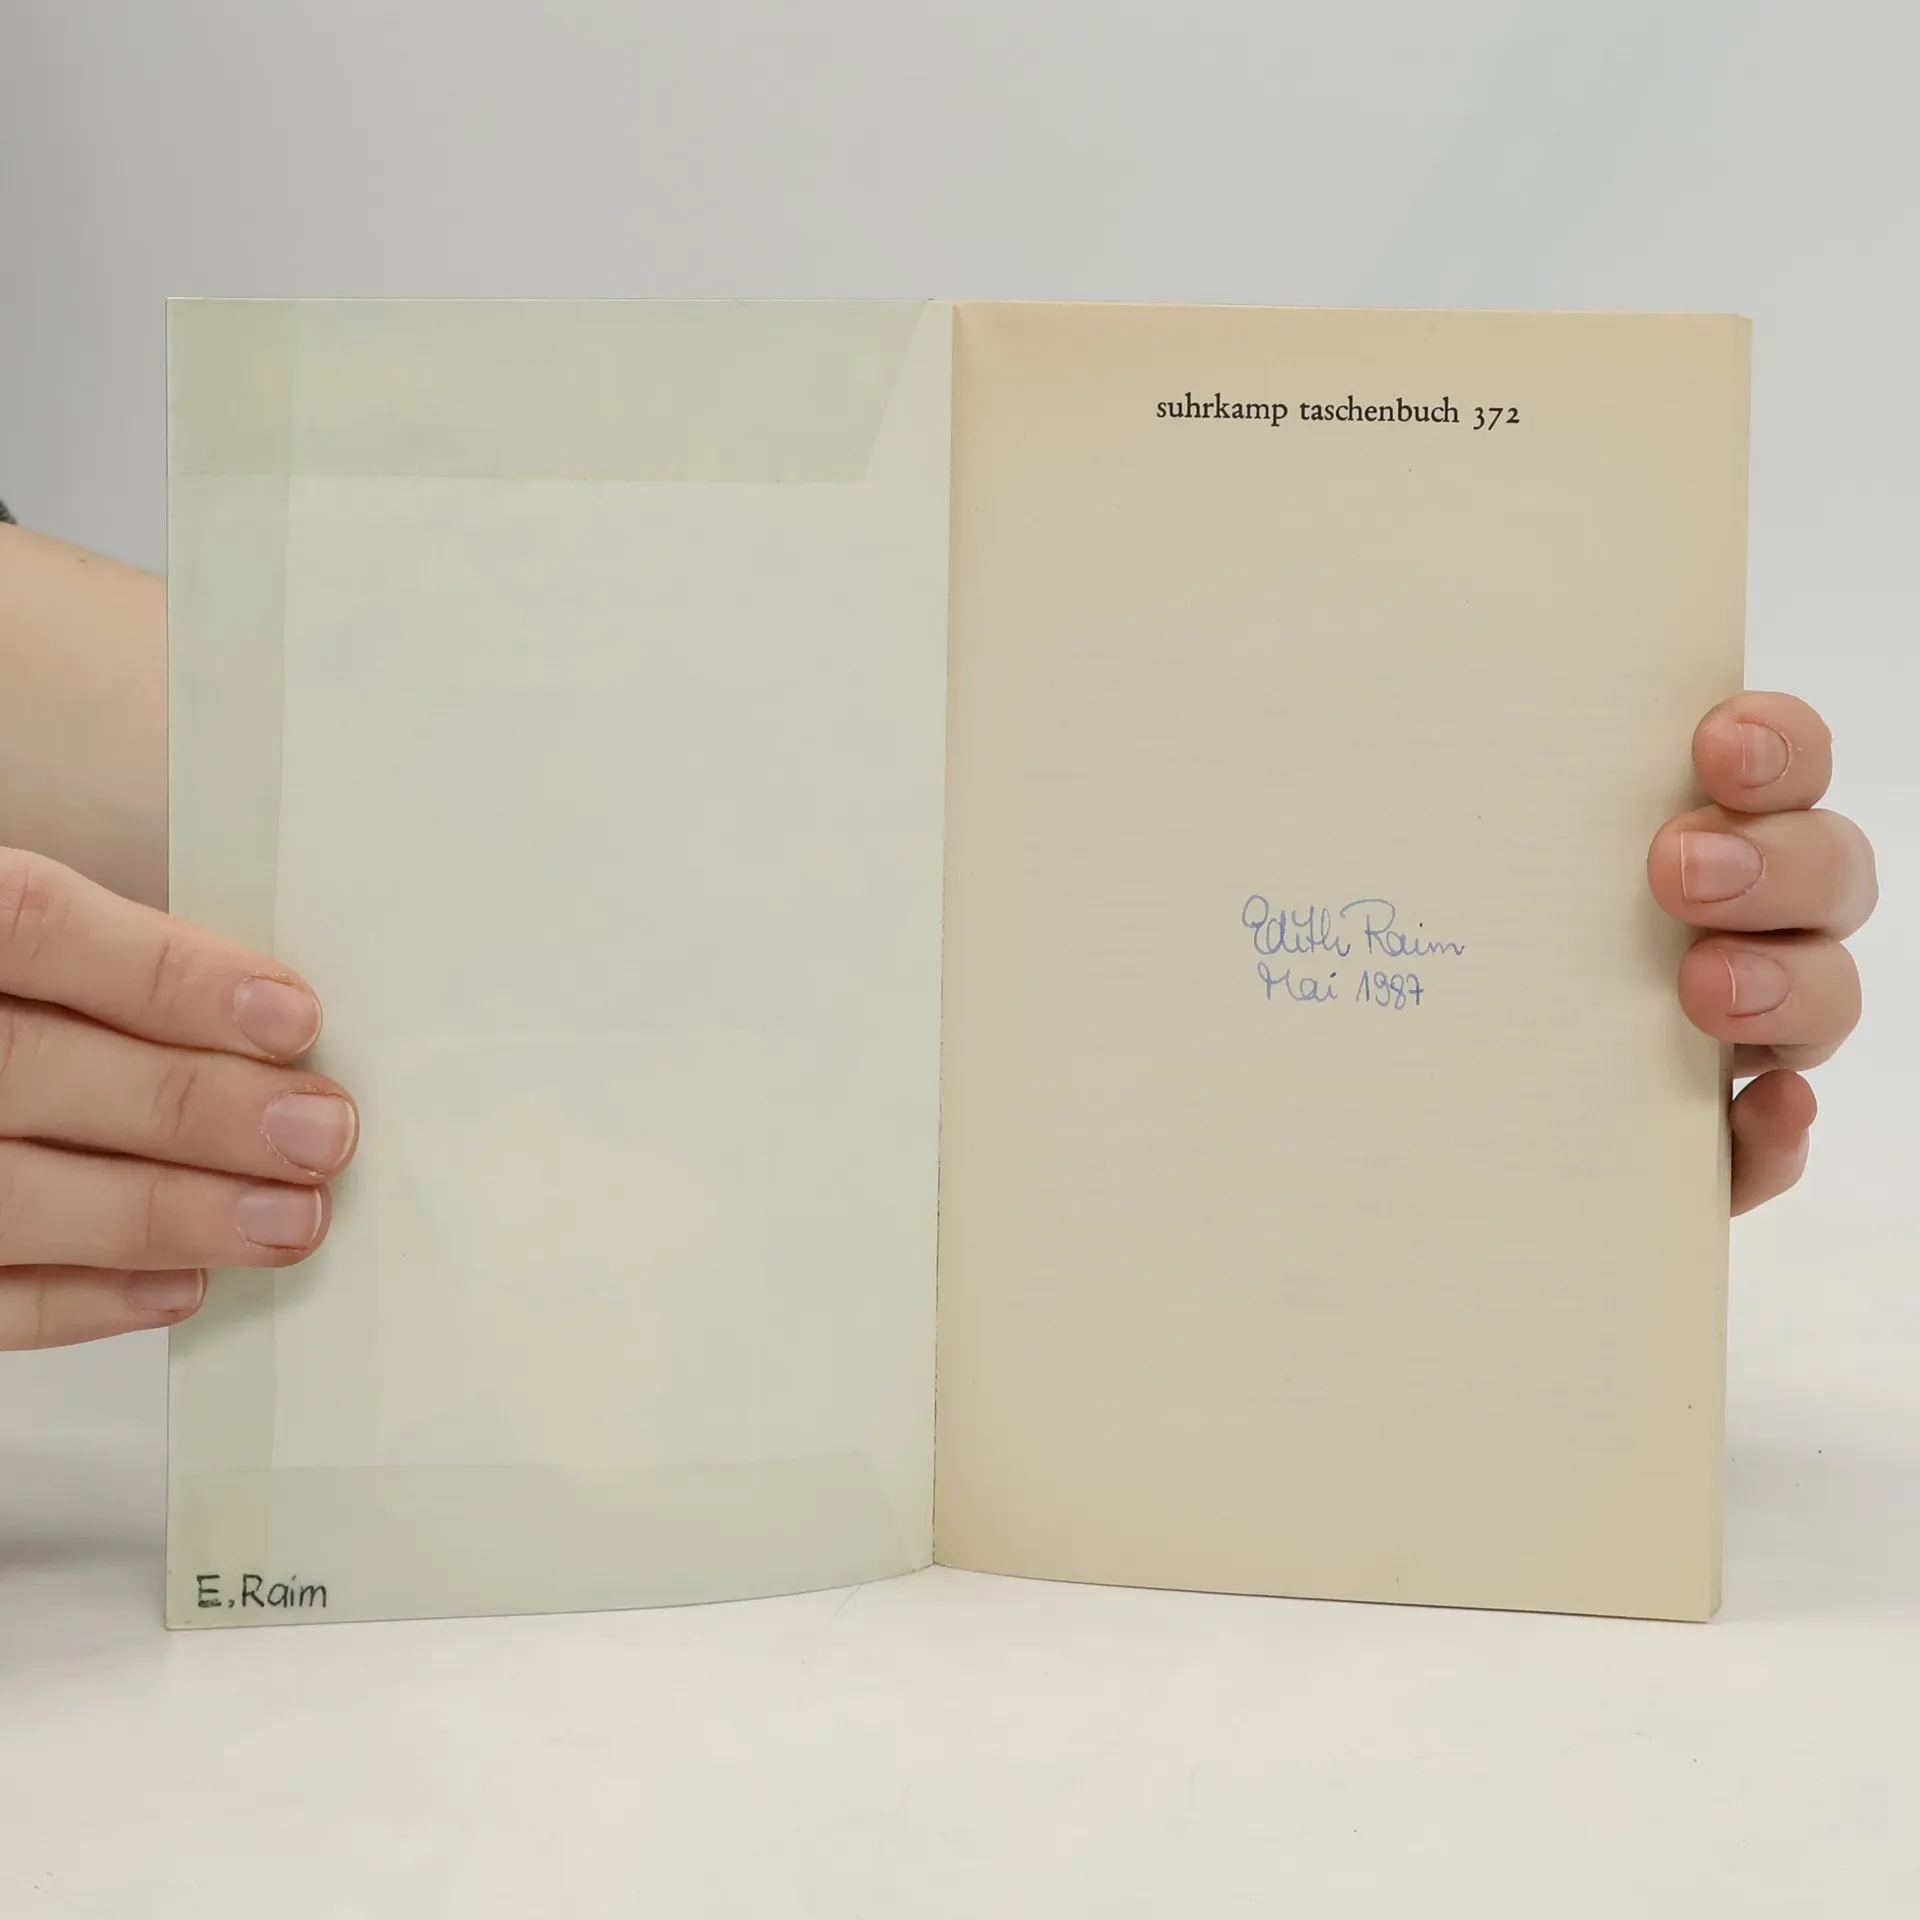 E. Raim
suhrkamp taschenbuch 372
Edith Raim
Mai 1987